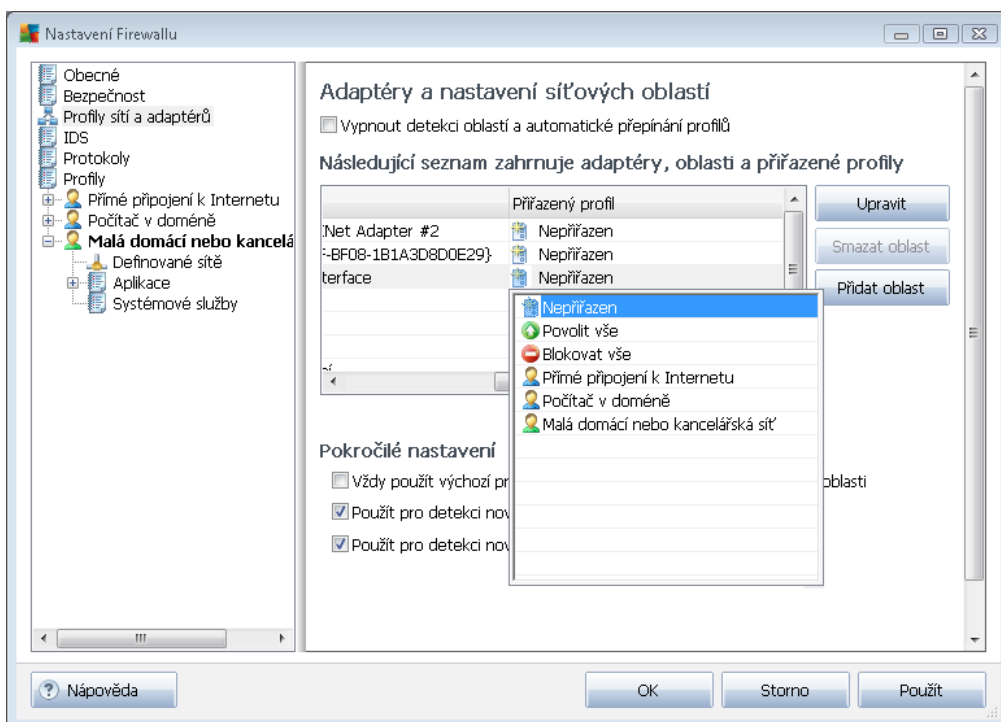 Nastavení Firewallu
Obecné
Bezpečnost
Profily sítí a adaptérů
IDS
Protokoly
Profily
Přímé připojení k Internetu
Počítač v doméně
Malá domácí nebo kancelá
Definované sítě
Aplikace
Systémové služby
Adaptéry a nastavení síťových oblastí
Vypnout detekci oblastí a automatické přepínání profilů
Následující seznam zahrnuje adaptéry, oblasti a přiřazené profily
Přiřazený profil
Net Adapter #2 Nepřiřazen
-BF08-1B1A3D8D0E29} Nepřiřazen
terface Nepřiřazen
Nepřiřazen
Povolit vše
Blokovat vše
Přímé připojení k Internetu
Počítač v doméně
Malá domácí nebo kancelářská síť
Upravit
Smazat oblast
Přidat oblast
Pokročilé nastavení
Vždy použít výchozí pr oblasti
Použít pro detekci nov
Použít pro detekci nov
Nápověda
OK
Storno
Použít